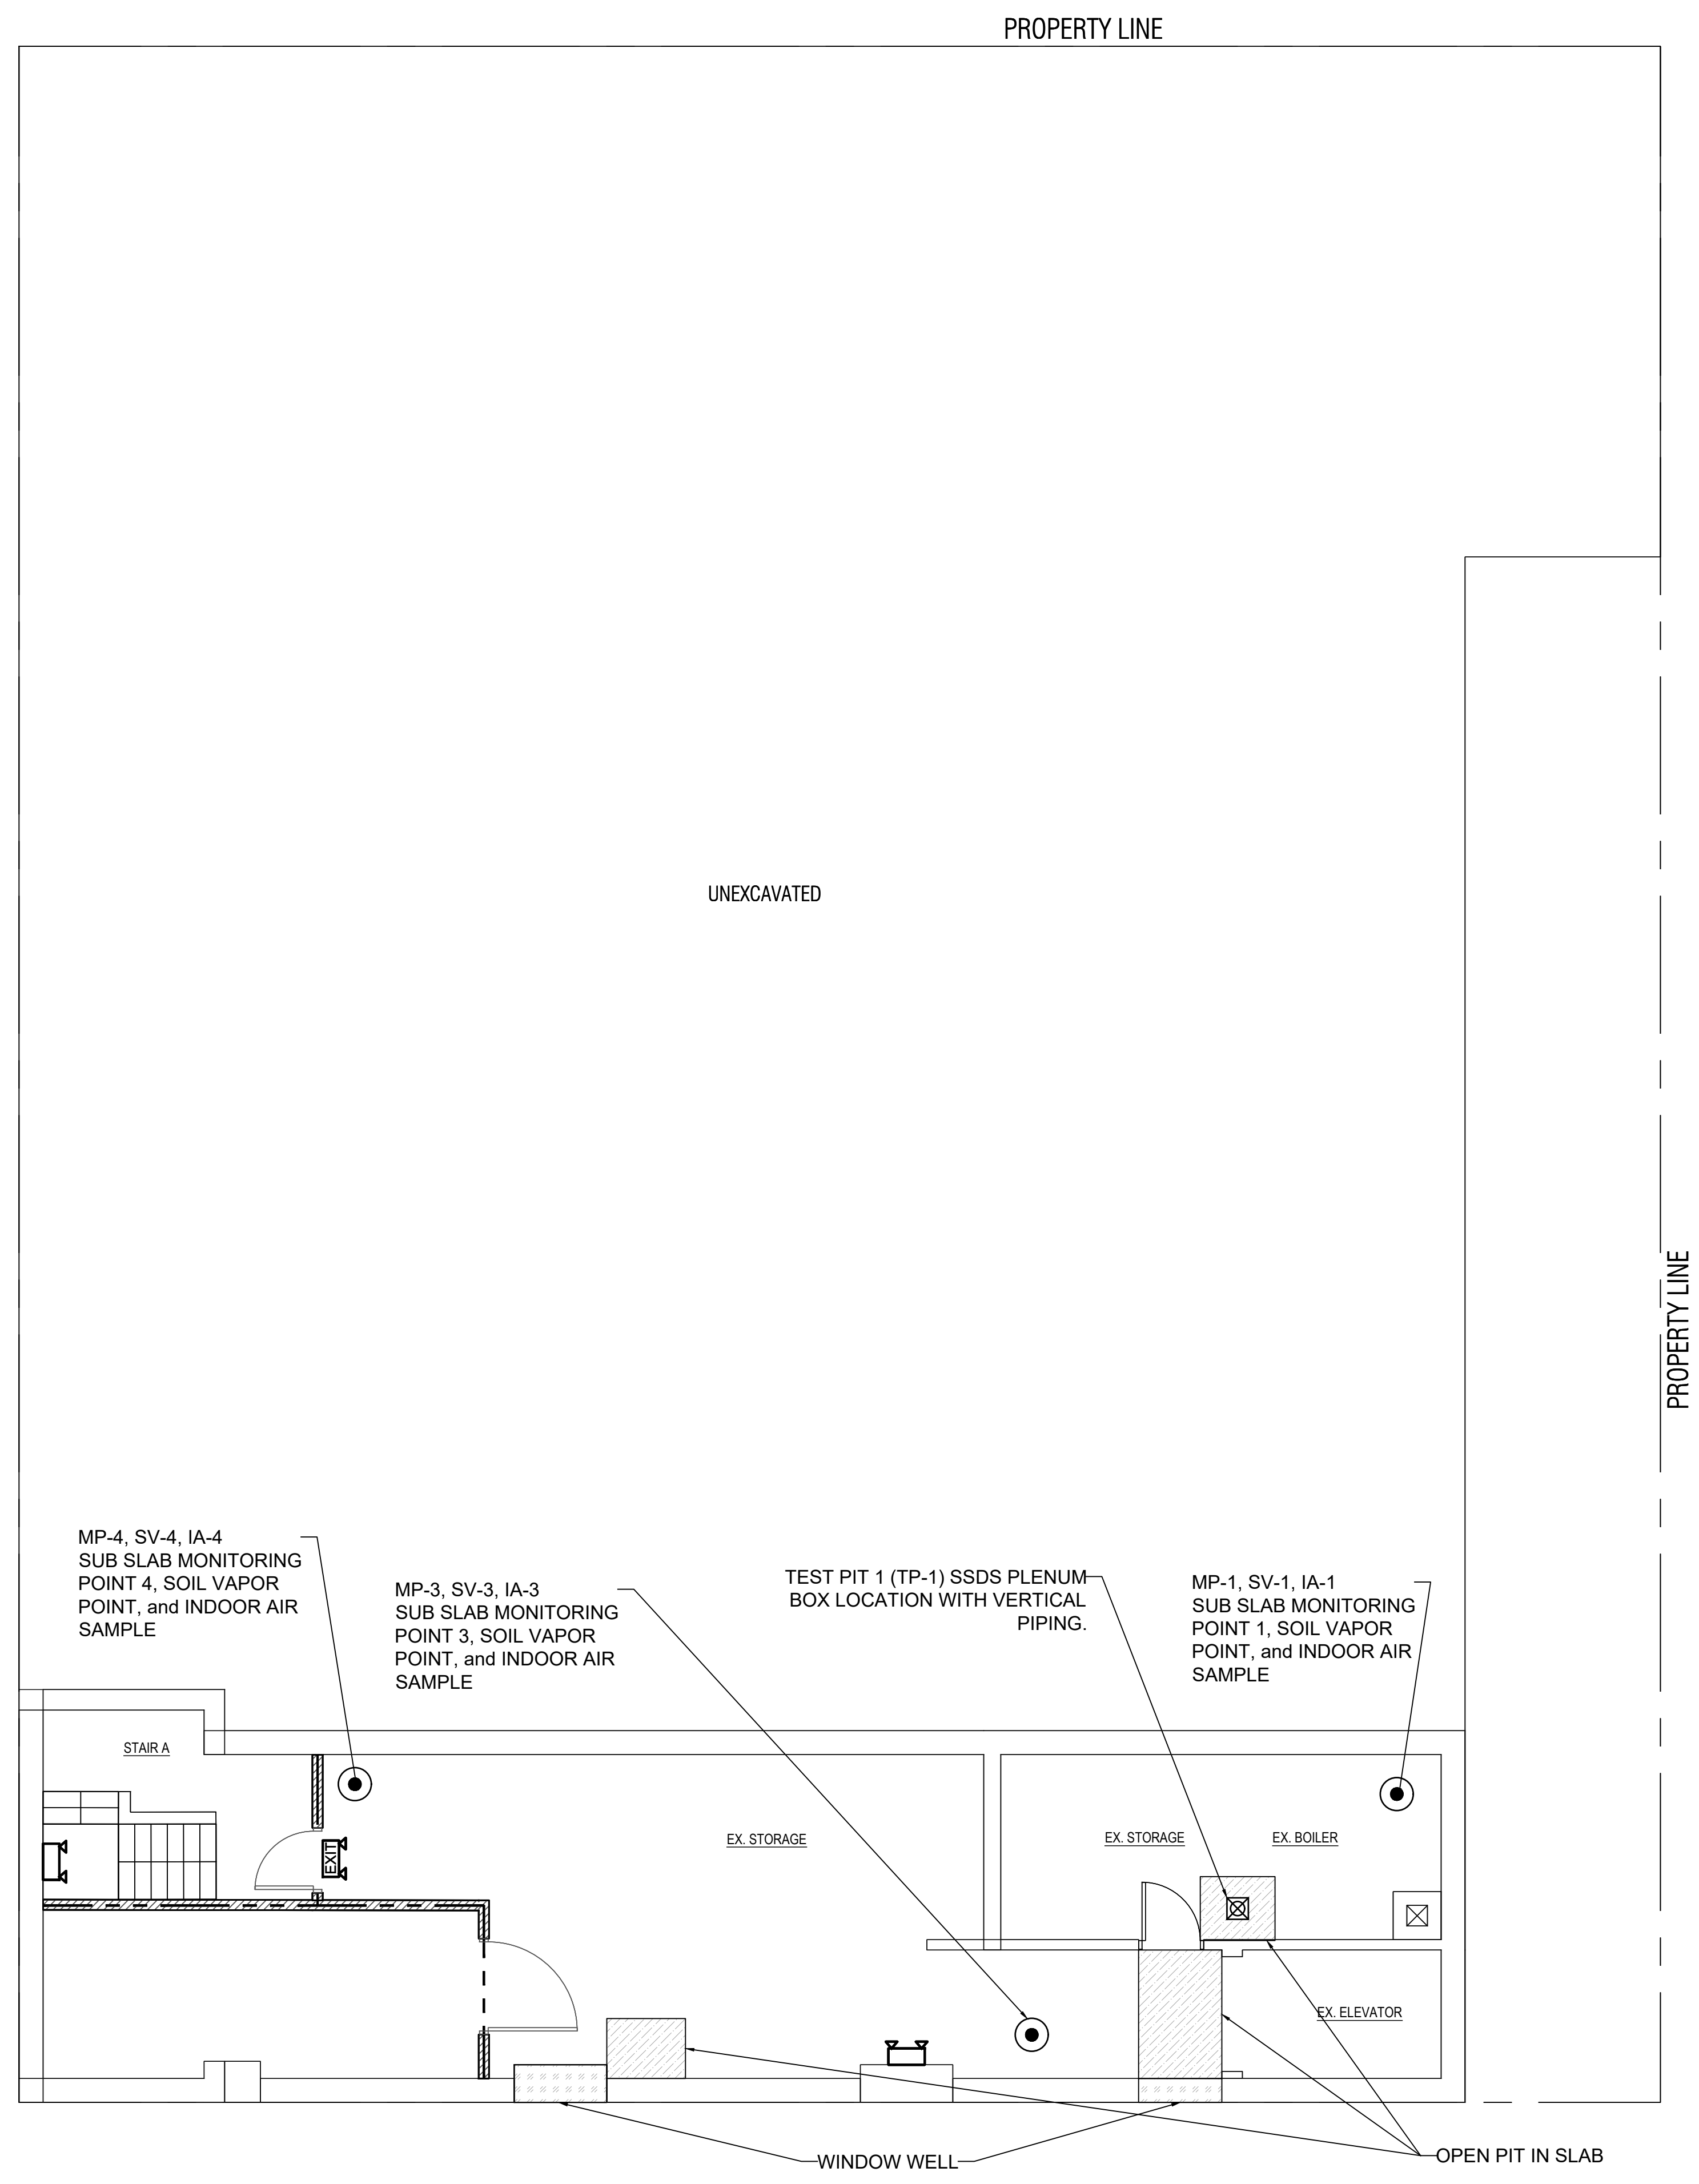 PROPERTY LINE
UNEXCAVATED
PROPERTY LINE
MP-4, SV-4, IA-4
SUB SLAB MONITORING
POINT 4, SOIL VAPOR
POINT, and INDOOR AIR
SAMPLE
MP-3, SV-3, IA-3
SUB SLAB MONITORING
POINT 3, SOIL VAPOR
POINT, and INDOOR AIR
SAMPLE
TEST PIT 1 (TP-1) SSDS PLENUM
BOX LOCATION WITH VERTICAL
PIPING.
MP-1, SV-1, IA-1
SUB SLAB MONITORING
POINT 1, SOIL VAPOR
POINT, and INDOOR AIR
SAMPLE
STAIR A
EXIT
EX. STORAGE
EX. STORAGE
EX. BOILER
EX. ELEVATOR
WINDOW WELL
OPEN PIT IN SLAB